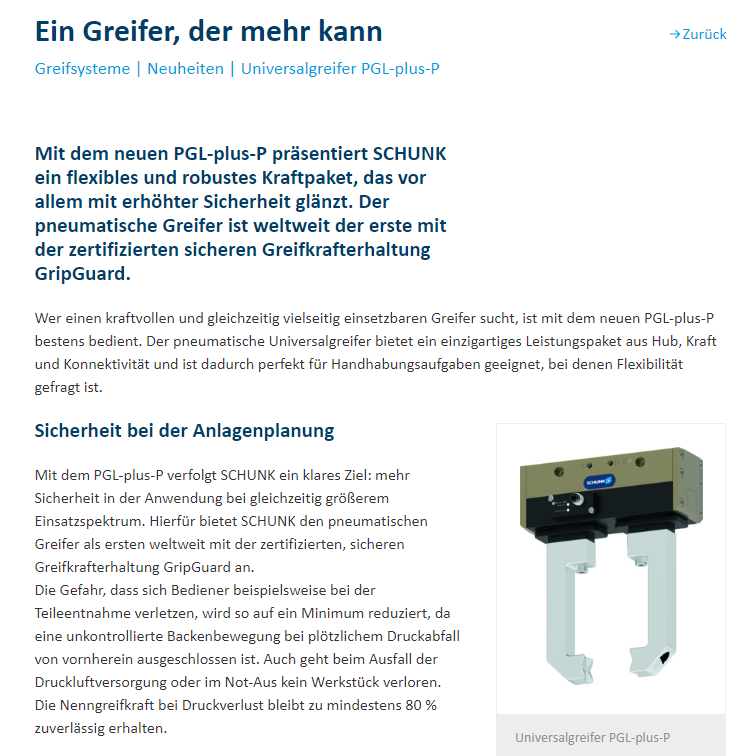 Ein Greifer, der mehr kann
→Zurück
Greifsysteme | Neuheiten | Universalgreifer PGL-plus-P
Mit dem neuen PGL-plus-P präsentiert SCHUNK
ein flexibles und robustes Kraftpaket, das vor
allem mit erhöhter Sicherheit glänzt. Der
pneumatische Greifer ist weltweit der erste mit
der zertifizierten sicheren Greifkrafterhaltung
GripGuard.
Wer einen kraftvollen und gleichzeitig vielseitig einsetzbaren Greifer sucht, ist mit dem neuen PGL-plus-P
bestens bedient. Der pneumatische Universalgreifer bietet ein einzigartiges Leistungspaket aus Hub, Kraft
und Konnektivität und ist dadurch perfekt für Handhabungsaufgaben geeignet, bei denen Flexibilität
gefragt ist.
Sicherheit bei der Anlagenplanung
Mit dem PGL-plus-P verfolgt SCHUNK ein klares Ziel: mehr
Sicherheit in der Anwendung bei gleichzeitig größerem
Einsatzspektrum. Hierfür bietet SCHUNK den pneumatischen
Greifer als ersten weltweit mit der zertifizierten, sicheren
Greifkrafterhaltung GripGuard an.
Die Gefahr, dass sich Bediener beispielsweise bei der
Teileentnahme verletzen, wird so auf ein Minimum reduziert, da
eine unkontrollierte Backenbewegung bei plötzlichem Druckabfall
von vornherein ausgeschlossen ist. Auch geht beim Ausfall der
Druckluftversorgung oder im Not-Aus kein Werkstück verloren.
Die Nenngreifkraft bei Druckverlust bleibt zu mindestens 80 %
zuverlässig erhalten.
SCHUNK
Universalgreifer PGL-plus-P